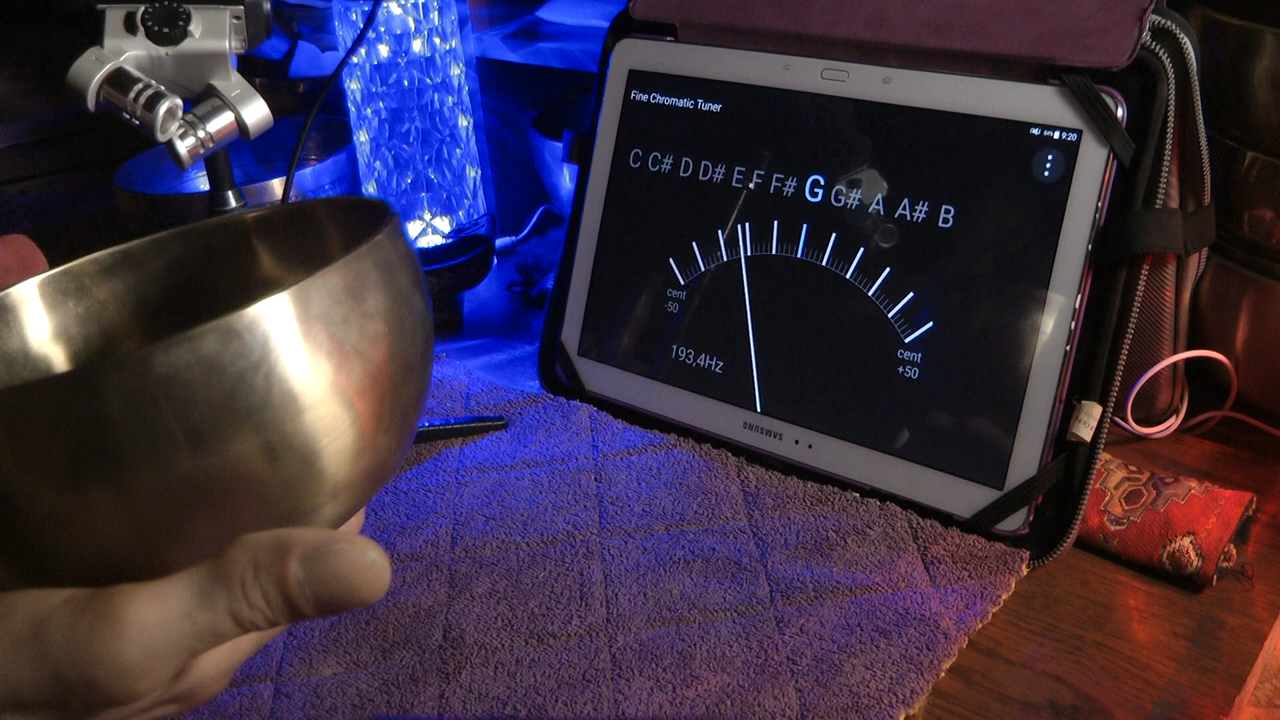 Fine Chromatic Tuner
9:20
C C# D D# E F F# G G# A A# B
cent
-50
cent
+50
193,4Hz
SAMSUNG